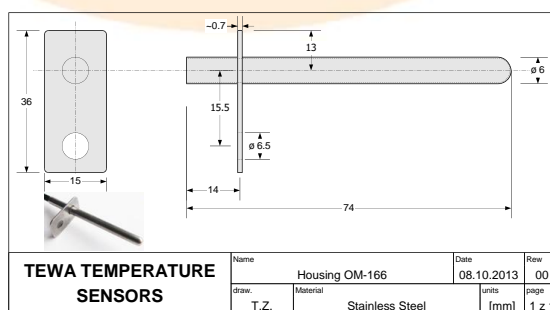 ~0.7
13
36
ø 6
15.5
ø 6.5
15
14
74
TEWA TEMPERATURE
SENSORS
Name
Housing OM-166
Date
08.10.2013
Rew
00
draw.
T.Z.
Material
Stainless Steel
units
[mm]
page
1 z